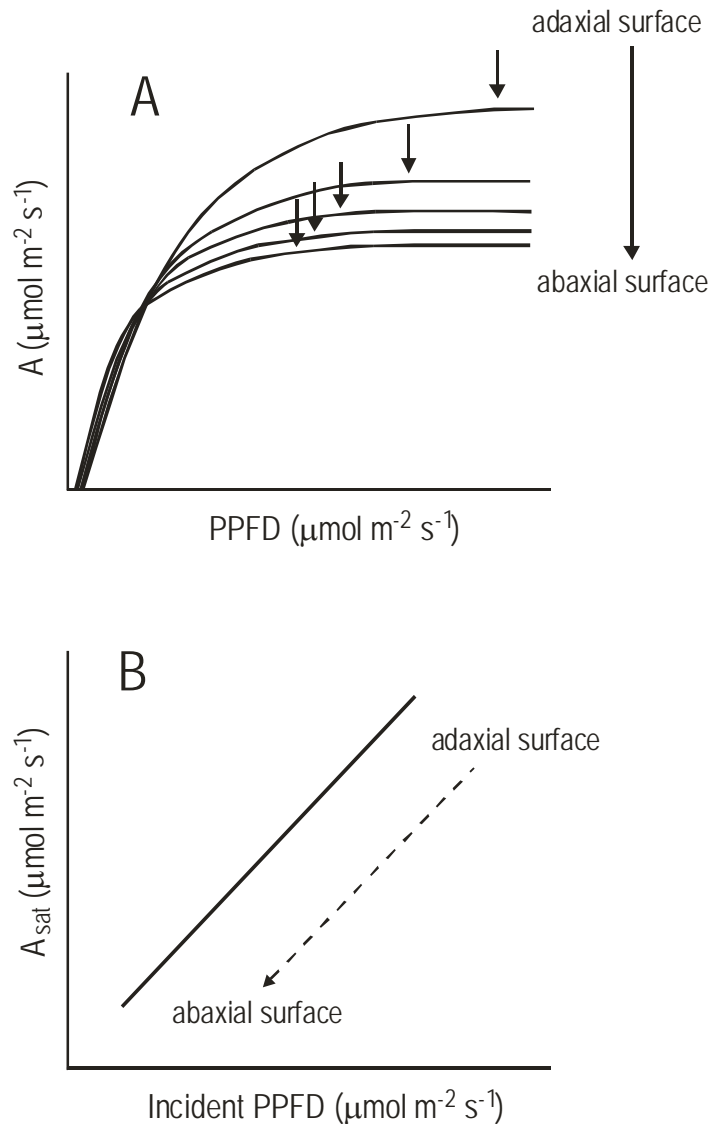 adaxial surface
A
A (μmol m-2 s-1)
abaxial surface
PPFD (μmol m-2 s-1)
B
adaxial surface
Asat (μmol m-2 s-1)
abaxial surface
Incident PPFD (μmol m-2 s-1)